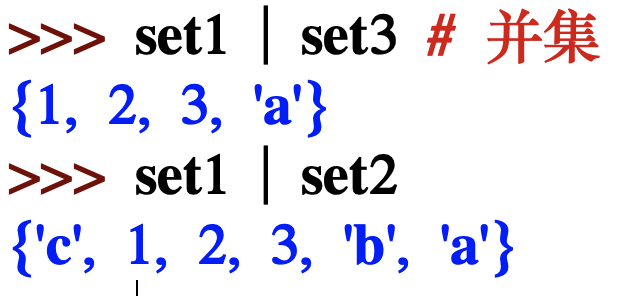 >>> set1 | set3 # 并集
{1, 2, 3, 'a'}
>>> set1 | set2
{'c', 1, 2, 3, 'b', 'a'}